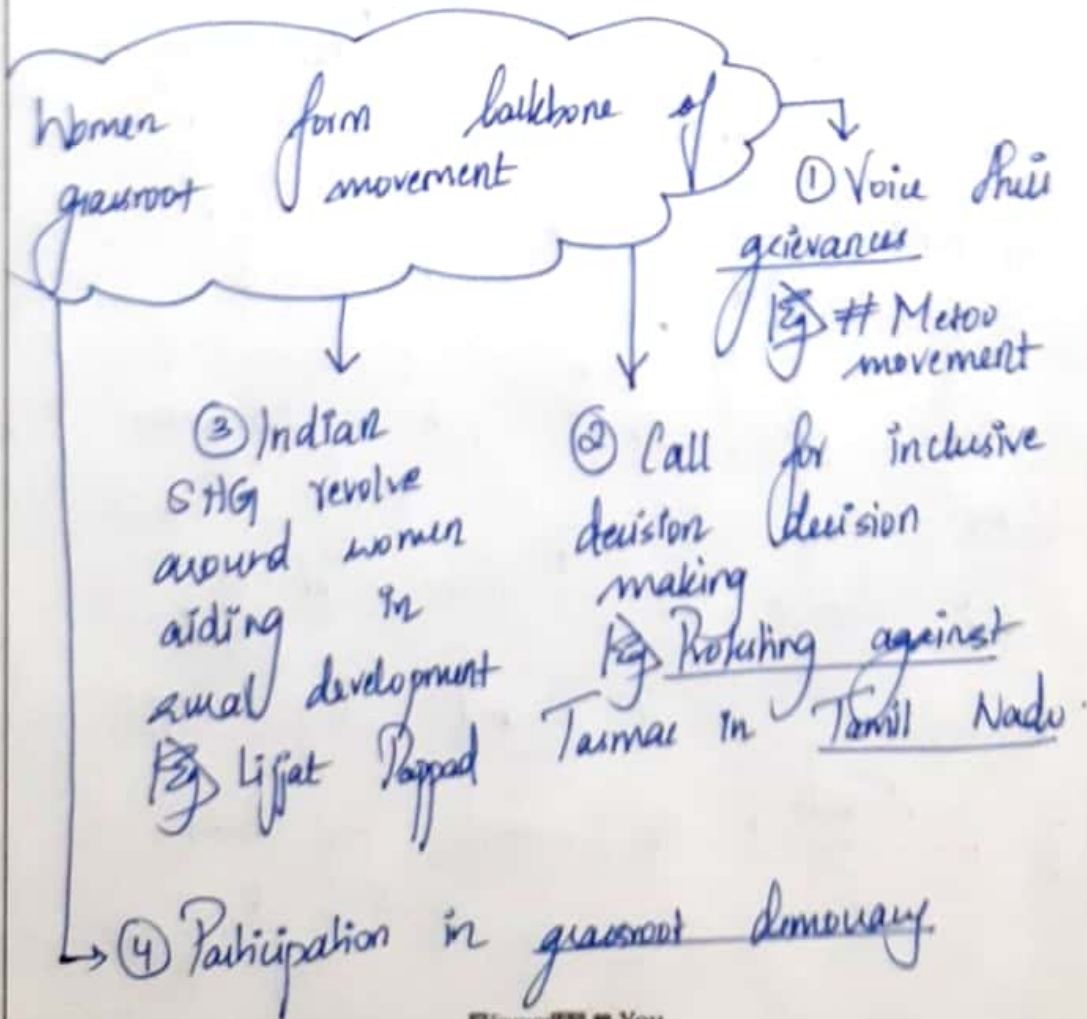 Women form backbone of
grassroot movement
① Voice their
grievances
Eg # Metoo
movement
② Call for inclusive
decision decision
making
Eg Protesting against
Tasmac in Tamil Nadu.
③ Indian
SHG revolve
around women
aiding in
rural development
Eg Lijjat Pappad
④ Participation in grassroot democracy